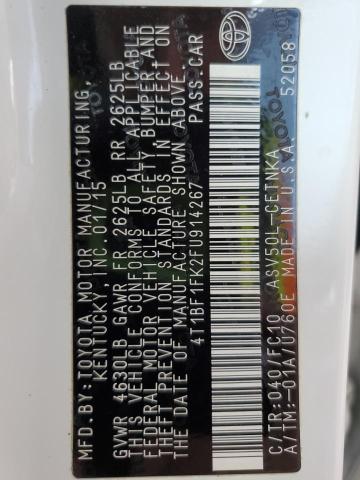 MFD.BY:TOYOTA MOTOR MANUFACTURING,
KENTUCKY,INC.01/15
GVWR 4630LB GAWR FR 2625LB RR 2625LB
THIS VEHICLE CONFORMS TO ALL APPLICABLE
FEDERAL MOTOR VEHICLE SAFETY, BUMPER,AND
THEFT PREVENTION STANDARDS IN EFFECT ON
THE DATE OF MANUFACTURE SHOWN ABOVE.
4T1BF1FK2FU914267 PASS.CAR
C/TR:040/FC10 ASV50L-CETNKA
A/TM:-01A/U760E MADE IN U.S.A. 52058
TOYOTA